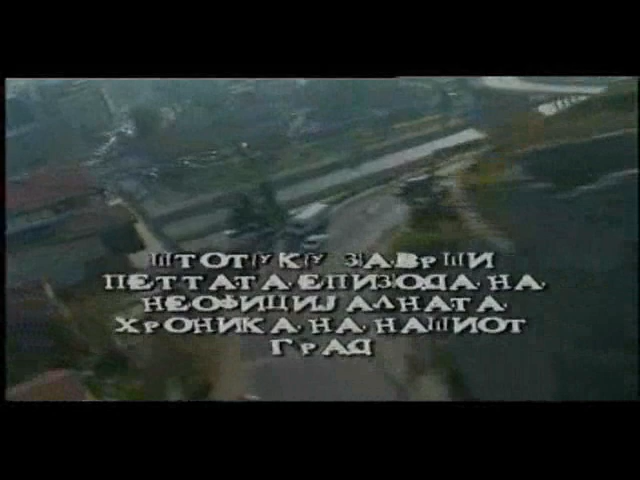 ШТОТУКУ ЗАВРШИ
ПЕТТАТА ЕПИЗОДА НА
НЕОФИЦИЈАЛНАТА
ХРОНИКА НА НАШИОТ
ГРАД